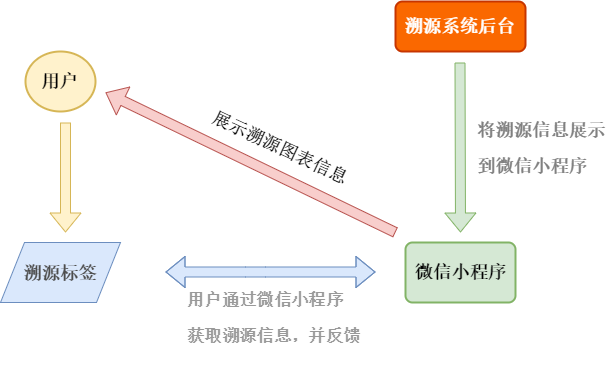 溯源系统后台
用户
展示溯源图表信息
将溯源信息展示
到微信小程序
溯源标签
微信小程序
用户通过微信小程序
获取溯源信息，并反馈